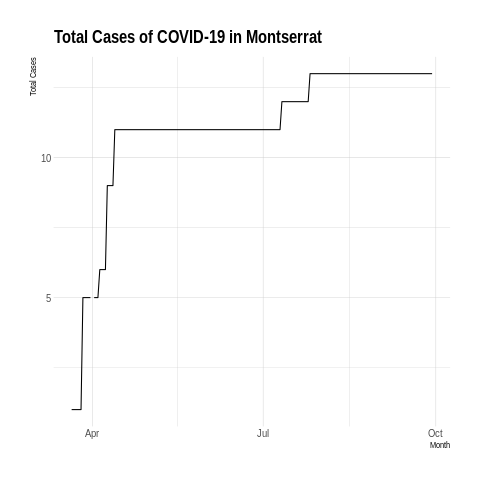 Total Cases of COVID-19 in Montserrat
Total Cases
10
5
Apr Jul Oct
Month